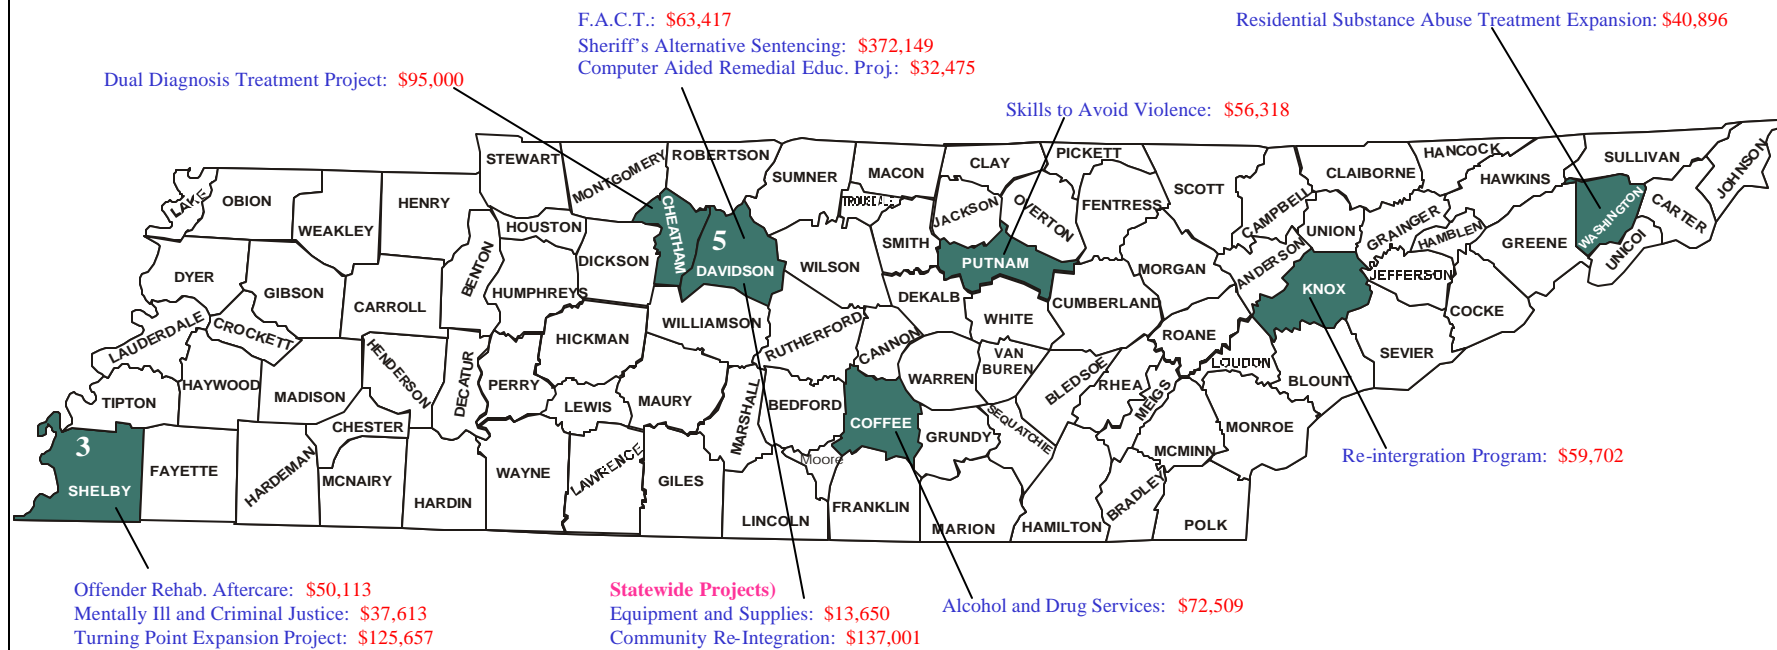 F.A.C.T.: $63,417
Sheriff's Alternative Sentencing: $372,149
Computer Aided Remedial Educ. Proj.: $32,475
Residential Substance Abuse Treatment Expansion: $40,896
Dual Diagnosis Treatment Project: $95,000
Skills to Avoid Violence: $56,318
STEWART
MONTGOMERY
ROBERTSON
SUMNER
MACON
CLAY
PICKETT
SCOTT
CAMPBELL
CLAIBORNE
HANCOCK
HAWKINS
SULLIVAN
JOHNSON
CARTER
WASHINGTON
UNICOI
GREENE
LAKE
OBION
WEAKLEY
HENRY
HOUSTON
DICKSON
CHEATHAM
5
DAVIDSON
WILSON
TROUSDALE
SMITH
JACKSON
OVERTON
FENTRESS
PUTNAM
MORGAN
ANDERSON
UNION
GRAINGER
HAMBLEN
JEFFERSON
KNOX
COCKE
SEVIER
DYER
GIBSON
CARROLL
BENTON
HUMPHREYS
HICKMAN
WILLIAMSON
RUTHERFORD
CANNON
DEKALB
WHITE
CUMBERLAND
ROANE
LOUDON
BLOUNT
LAUDERDALE
CROCKETT
HAYWOOD
MADISON
HENDERSON
DECATUR
PERRY
LEWIS
MAURY
MARSHALL
BEDFORD
COFFEE
WARREN
VAN
BUREN
BLEDSOE
RHEA
MEIGS
MONROE
MCMINN
TIPTON
CHESTER
3
SHELBY
FAYETTE
HARDEMAN
MCNAIRY
HARDIN
WAYNE
LAWRENCE
GILES
LINCOLN
Moore
FRANKLIN
GRUNDY
SEQUATCHIE
MARION
HAMILTON
BRADLEY
POLK
Re-intergration Program: $59,702
Offender Rehab. Aftercare: $50,113
Mentally Ill and Criminal Justice: $37,613
Turning Point Expansion Project: $125,657
Statewide Projects)
Equipment and Supplies: $13,650
Community Re-Integration: $137,001
Alcohol and Drug Services: $72,509